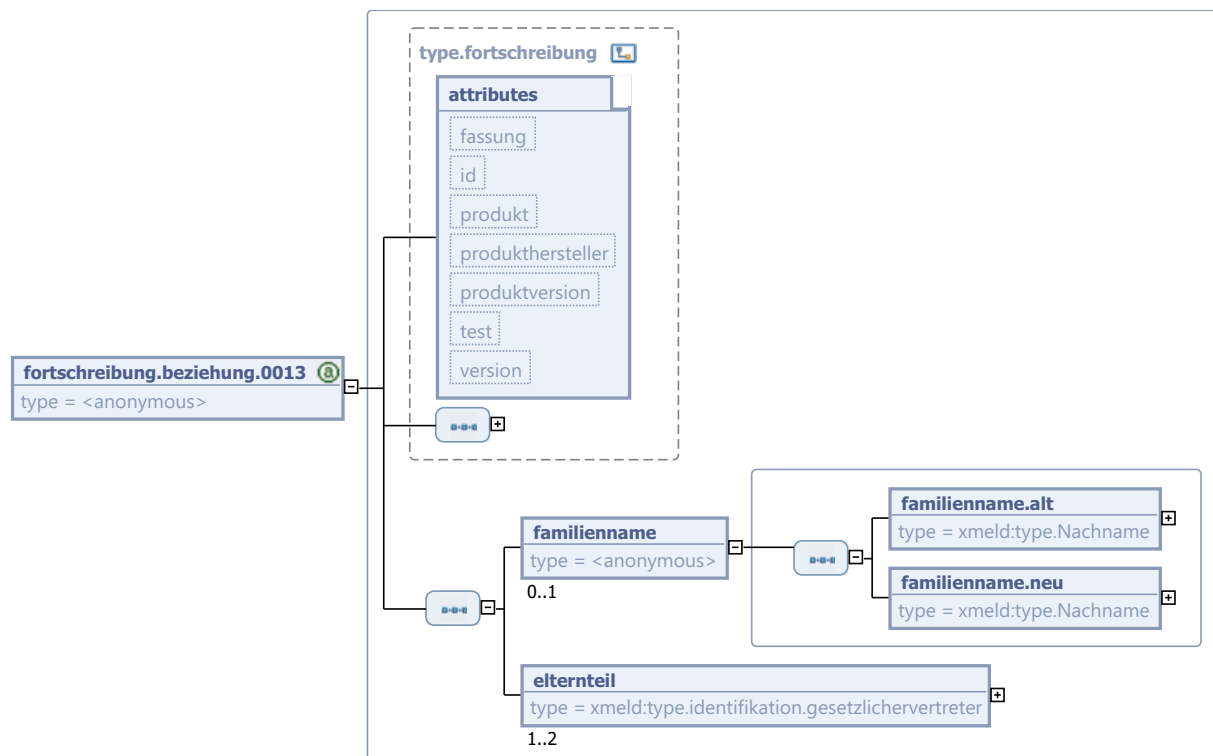 type.fortschreibung
attributes
fassung
id
produkt
produkthersteller
produktversion
test
version
fortschreibung.beziehung.0013 @
type = <anonymous>
familienname
type = <anonymous>
0..1
familienname.alt
type = xmeld:type.Nachname
familienname.neu
type = xmeld:type.Nachname
elternteil
type = xmeld:type.identifikation.gesetzlichervertreter
1..2